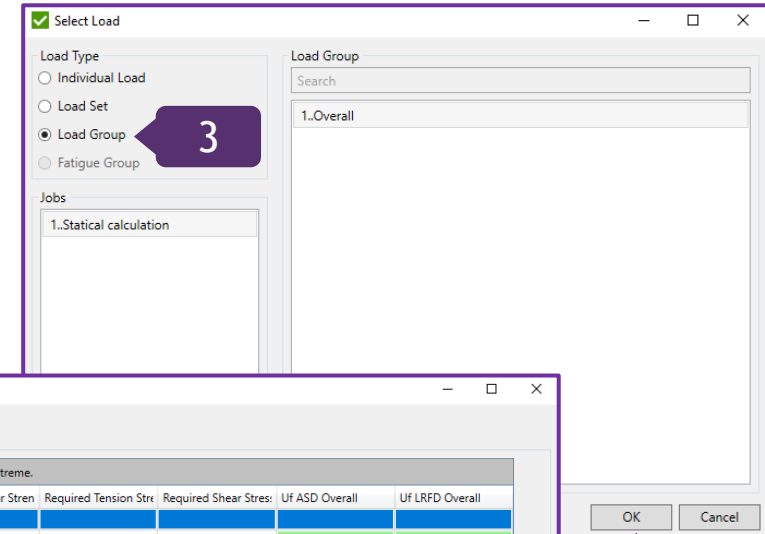 Select Load
Load Type
Individual Load
Load Set
Load Group
Fatigue Group
3
Load Group
Search
1..Overall
Jobs
1..Statical calculation
treme.
r Stren Required Tension Stre Required Shear Stres: Uf ASD Overall Uf LRFD Overall
OK Cancel